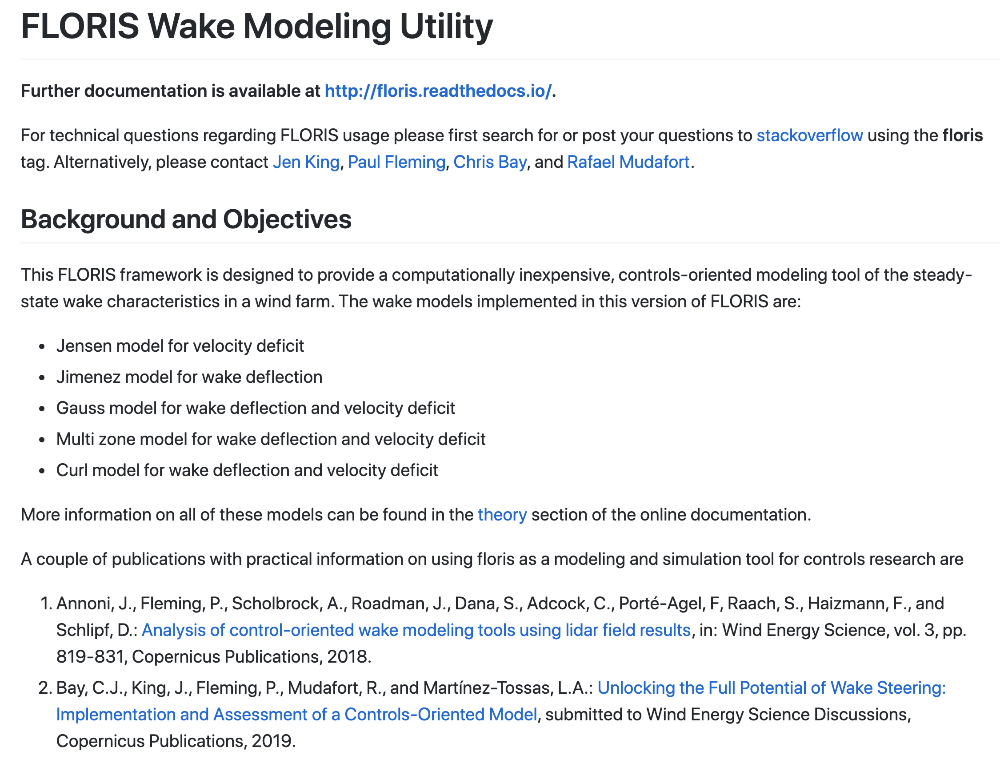 FLORIS Wake Modeling Utility
Further documentation is available at http://floris.readthedocs.io/.
For technical questions regarding FLORIS usage please first search for or post your questions to stackoverflow using the floris
tag. Alternatively, please contact Jen King, Paul Fleming, Chris Bay, and Rafael Mudafort.
Background and Objectives
This FLORIS framework is designed to provide a computationally inexpensive, controls-oriented modeling tool of the steady-
state wake characteristics in a wind farm. The wake models implemented in this version of FLORIS are:
• Jensen model for velocity deficit
• Jimenez model for wake deflection
• Gauss model for wake deflection and velocity deficit
• Multi zone model for wake deflection and velocity deficit
• Curl model for wake deflection and velocity deficit
More information on all of these models can be found in the theory section of the online documentation.
A couple of publications with practical information on using floris as a modeling and simulation tool for controls research are
1. Annoni, J., Fleming, P., Scholbrock, A., Roadman, J., Dana, S., Adcock, C., Porté-Agel, F, Raach, S., Haizmann, F., and
Schlipf, D.: Analysis of control-oriented wake modeling tools using lidar field results, in: Wind Energy Science, vol. 3, pp.
819-831, Copernicus Publications, 2018.
2. Bay, C.J., King, J., Fleming, P., Mudafort, R., and Martínez-Tossas, L.A.: Unlocking the Full Potential of Wake Steering:
Implementation and Assessment of a Controls-Oriented Model, submitted to Wind Energy Science Discussions,
Copernicus Publications, 2019.